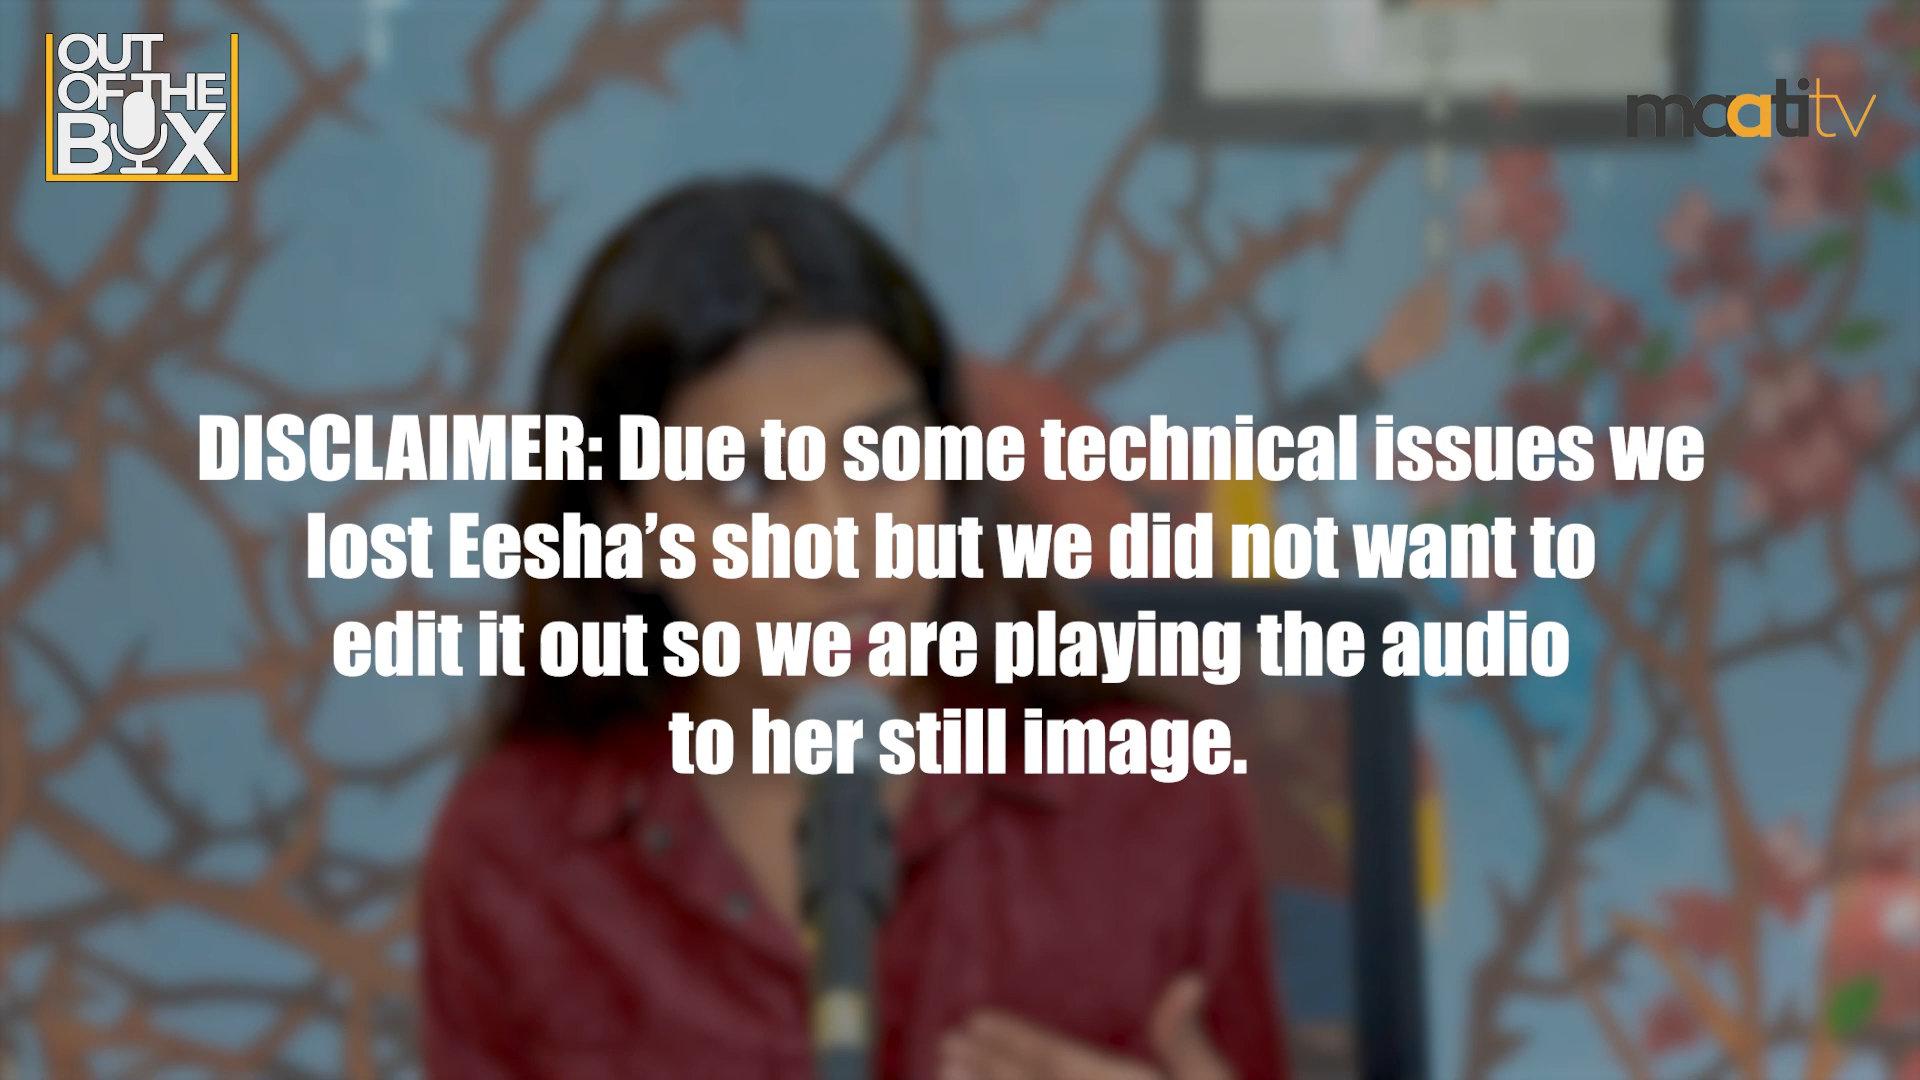 OUT
OF THE
BOX
maatitv
DISCLAIMER: Due to some technical issues we
lost Eesha’s shot but we did not want to
edit it out so we are playing the audio
to her still image.